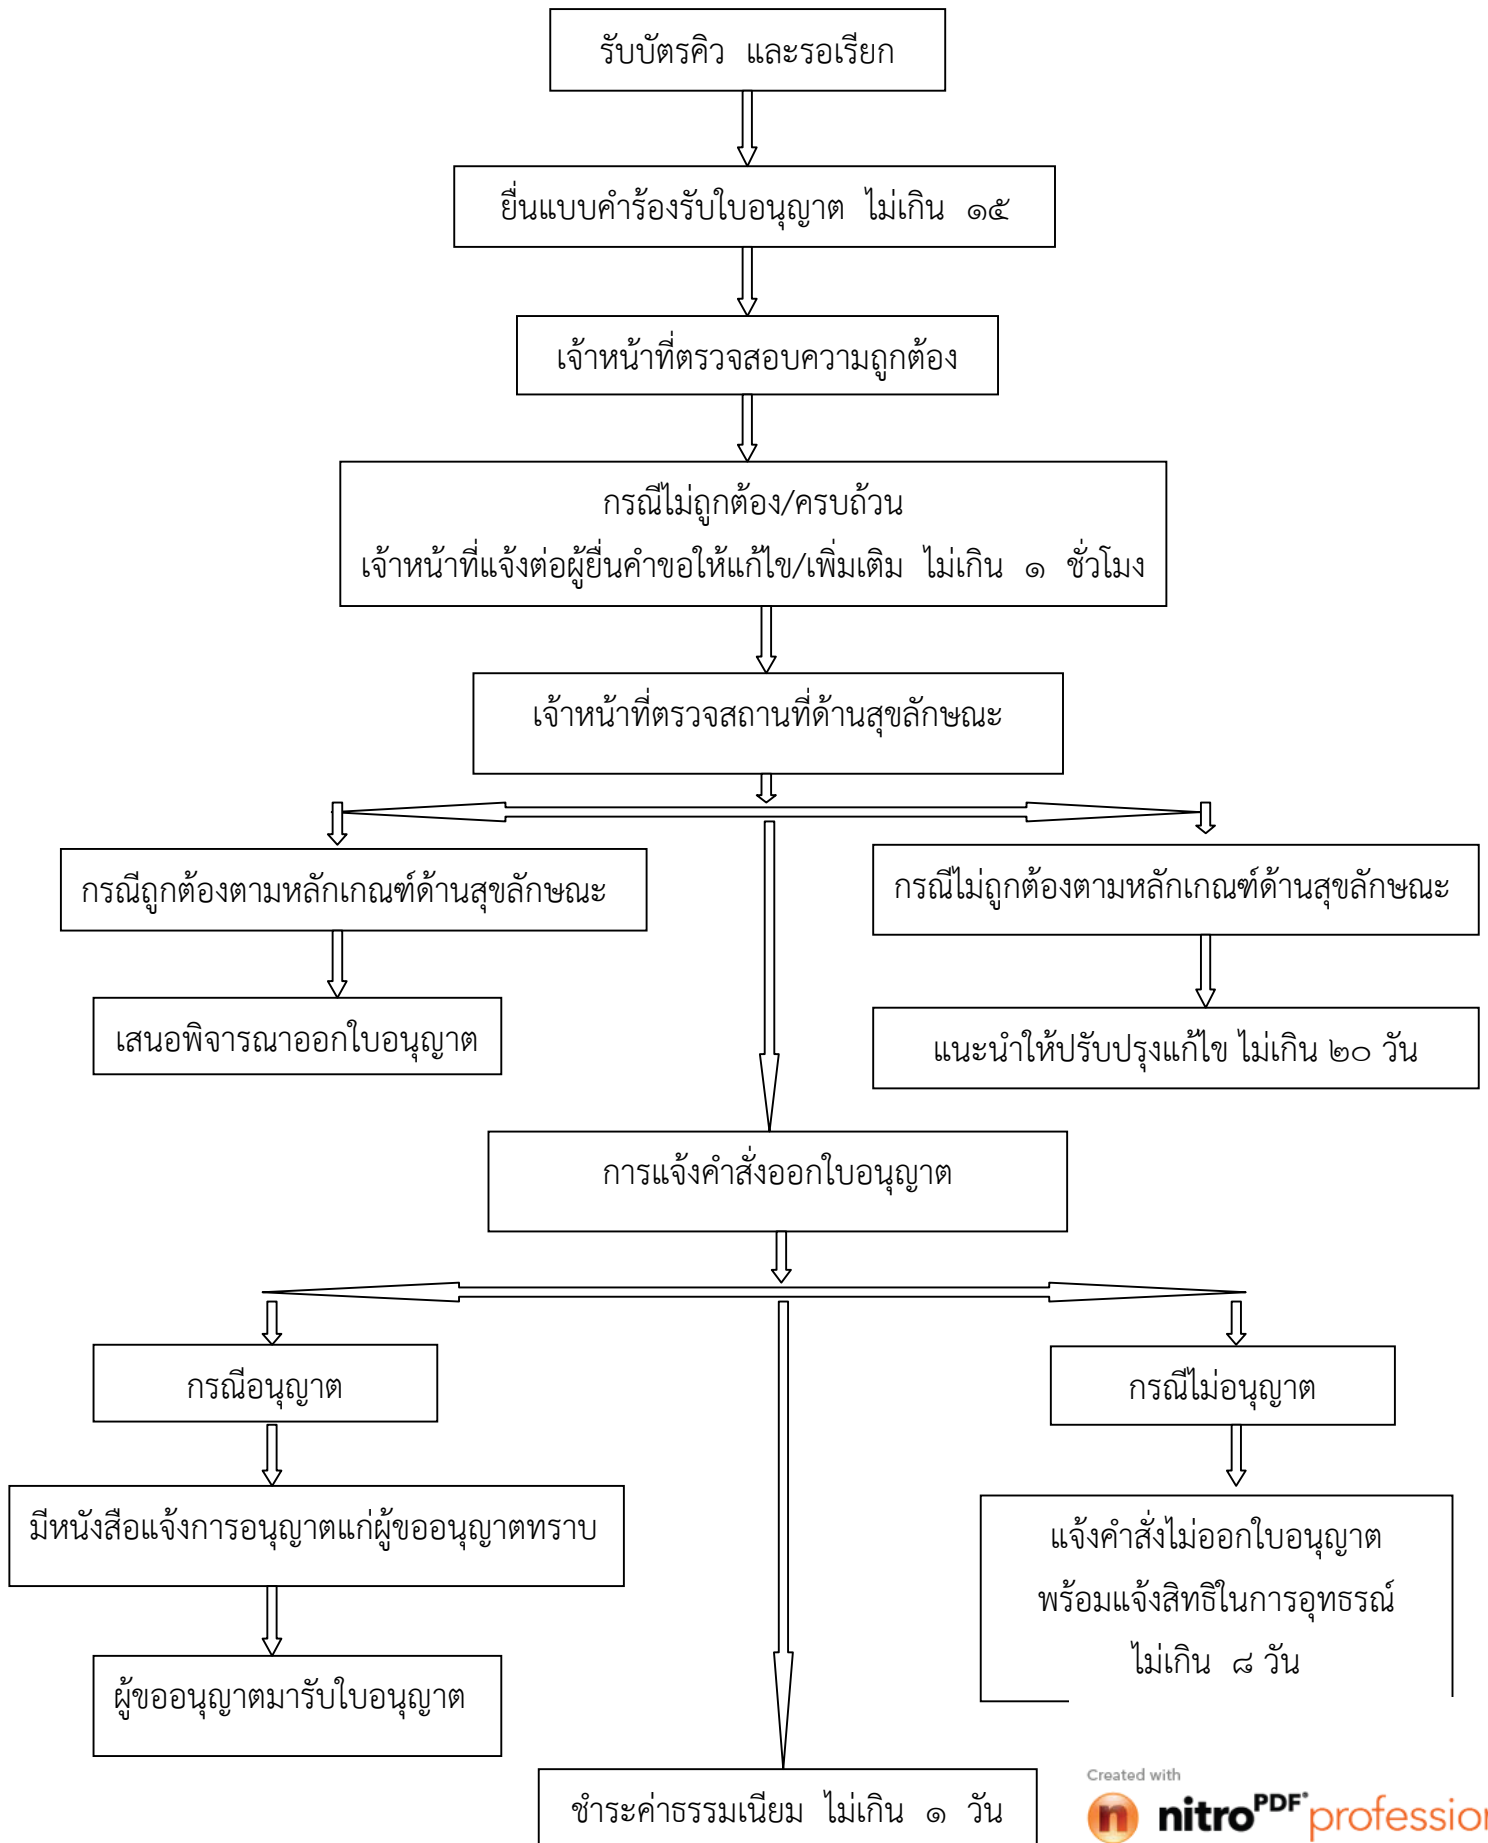 รับบัตรคิว และรอเรียก
ยื่นแบบคำร้องรับใบอนุญาต ไม่เกิน ๑๕
เจ้าหน้าที่ตรวจสอบความถูกต้อง
กรณีไม่ถูกต้อง/ครบถ้วน
เจ้าหน้าที่แจ้งต่อผู้ยื่นคำขอให้แก้ไข/เพิ่มเติม ไม่เกิน ๑ ชั่วโมง
เจ้าหน้าที่ตรวจสถานที่ด้านสุขลักษณะ
กรณีถูกต้องตามหลักเกณฑ์ด้านสุขลักษณะ
กรณีไม่ถูกต้องตามหลักเกณฑ์ด้านสุขลักษณะ
เสนอพิจารณาออกใบอนุญาต
แนะนำให้ปรับปรุงแก้ไข ไม่เกิน ๒๐ วัน
การแจ้งคำสั่งออกใบอนุญาต
กรณีอนุญาต
กรณีไม่อนุญาต
มีหนังสือแจ้งการอนุญาตแก่ผู้ขออนุญาตทราบ
แจ้งคำสั่งไม่ออกใบอนุญาต
พร้อมแจ้งสิทธิในการอุทธรณ์
ไม่เกิน ๘ วัน
ผู้ขออนุญาตมารับใบอนุญาต
ชำระค่าธรรมเนียม ไม่เกิน ๑ วัน
Created with
nitro PDF profession